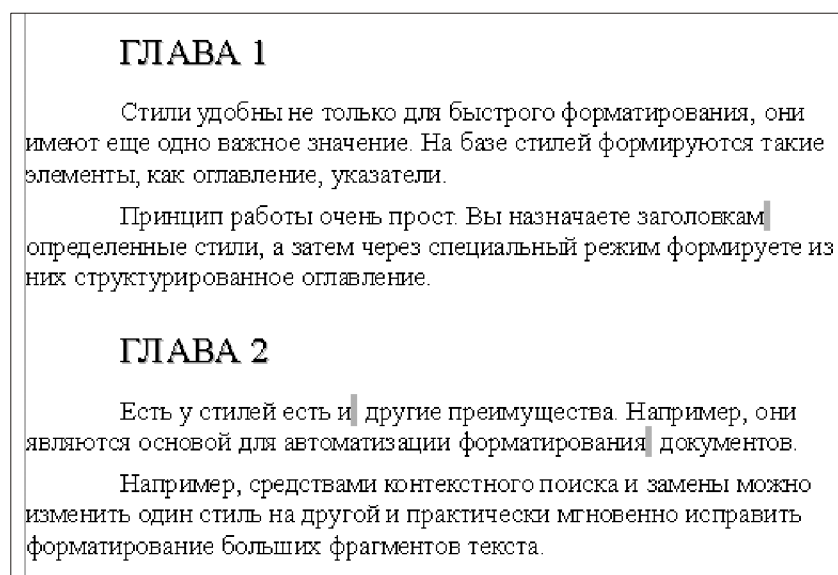 ГЛАВА 1
Стили удобны не только для быстрого форматирования, они
имеют еще одно важное значение. На базе стилей формируются такие
элементы, как оглавление, указатели.
Принцип работы очень прост. Вы назначаете заголовкам
определенные стили, а затем через специальный режим формируете из
них структурированное оглавление.
ГЛАВА 2
Есть у стилей есть и другие преимущества. Например, они
являются основой для автоматизации форматирования документов.
Например, средствами контекстного поиска и замены можно
изменить один стиль на другой и практически мгновенно исправить
форматирование больших фрагментов текста.